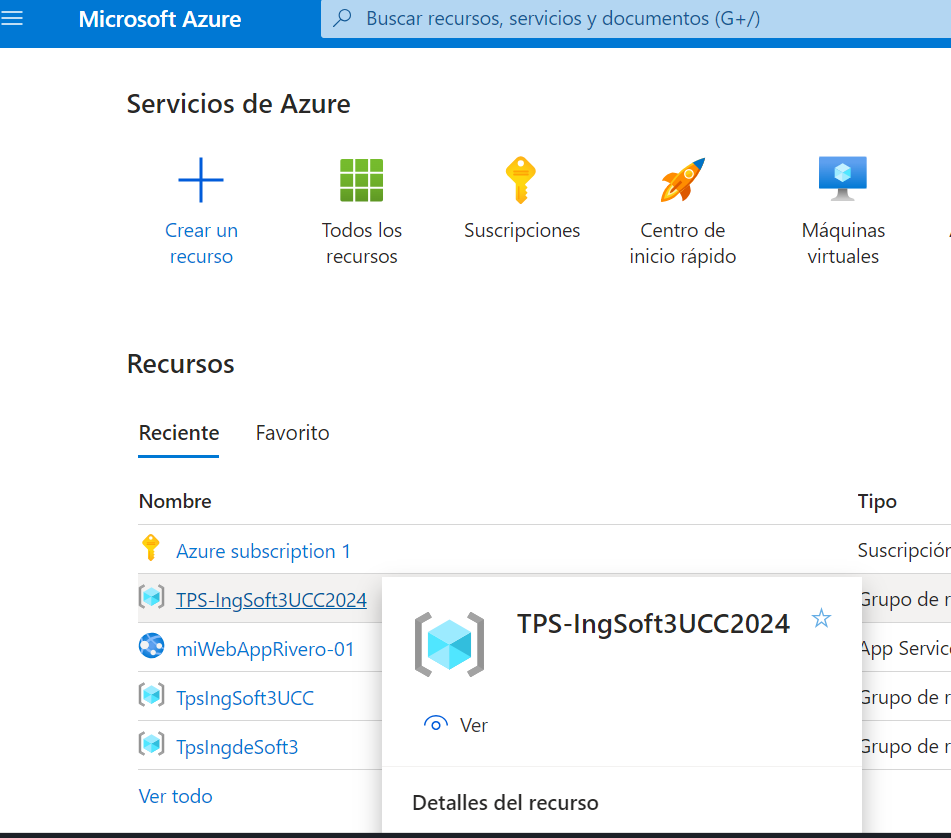 Microsoft Azure
Buscar recursos, servicios y documentos (G+/)
Servicios de Azure
Crear un
recurso
Todos los
recursos
Suscripciones
Centro de
inicio rápido
Máquinas
virtuales
Recursos
Reciente
Favorito
Nombre
Tipo
Azure subscription 1
Suscripción
TPS-IngSoft3UCC2024
Grupo de r
miWebAppRivero-01
App Service
TpsIngSoft3UCC
Grupo de r
TpsIngdeSoft3
Grupo de r
Ver todo
TPS-IngSoft3UCC2024
Ver
Detalles del recurso